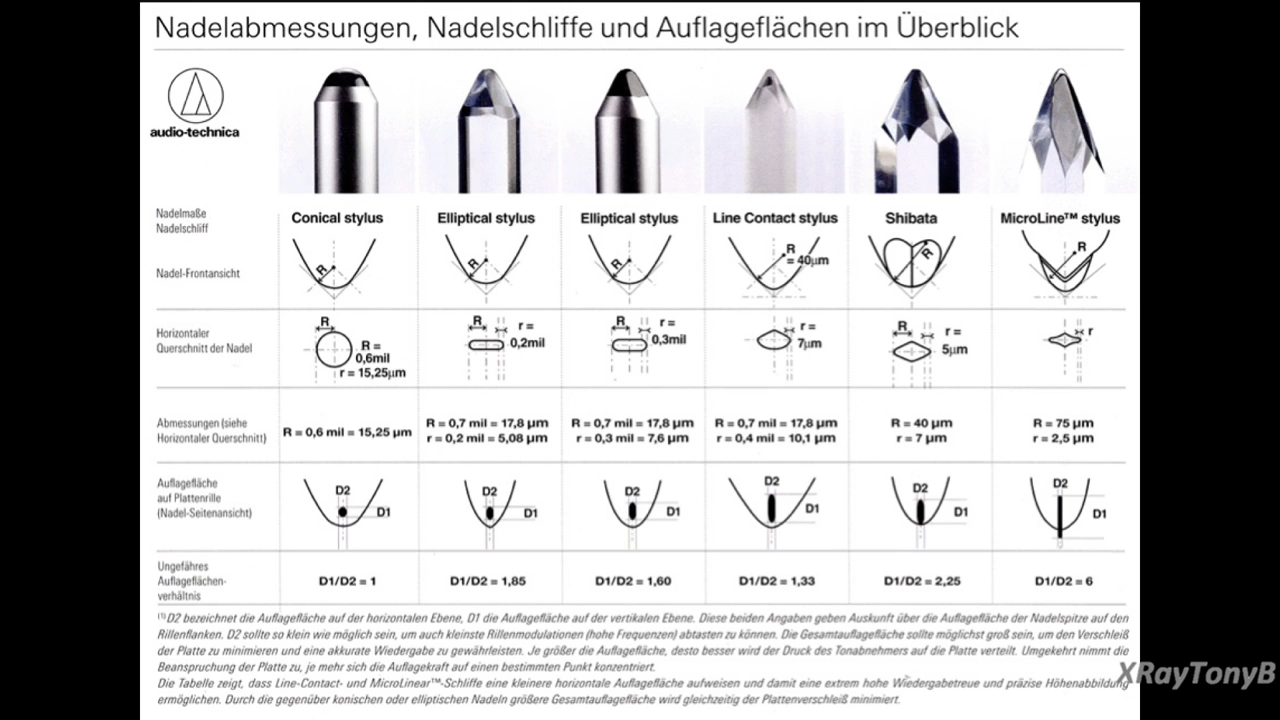 Nadelabmessungen, Nadelschliffe und Auflageflächen im Überblick
audio-technica
Nadelmaße
Nadelschliff
Conical stylus
Elliptical stylus
Elliptical stylus
Line Contact stylus
Shibata
MicroLine™ stylus
Nadel-Frontansicht
R
R
R
R
= 40µm
R
R
Horizontaler
Querschnitt der Nadel
R
R =
0,6mil
r = 15,25µm
R
r =
0,2mil
R
r =
0,3mil
r =
7µm
R
r =
5µm
r
Abmessungen (siehe
Horizontaler Querschnitt)
R = 0,6 mil = 15,25 µm
R = 0,7 mil = 17,8 µm
r = 0,2 mil = 5,08 µm
R = 0,7 mil = 17,8 µm
r = 0,3 mil = 7,6 µm
R = 0,7 mil = 17,8 µm
r = 0,4 mil = 10,1 µm
R = 40 µm
r = 7 µm
R = 75 µm
r = 2,5 µm
Auflagefläche
auf Plattenrille
(Nadel-Seitenansicht)
D2
D1
D2
D1
D2
D1
D2
D1
D2
D1
D2
D1
Ungefähres
Auflageflächen-
verhältnis
D1/D2 = 1
D1/D2 = 1,85
D1/D2 = 1,60
D1/D2 = 1,33
D1/D2 = 2,25
D1/D2 = 6
(1) D2 bezeichnet die Auflagefläche auf der horizontalen Ebene, D1 die Auflagefläche auf der vertikalen Ebene. Diese beiden Angaben geben Auskunft über die Auflagefläche der Nadelspitze auf den
Rillenflanken. D2 sollte so klein wie möglich sein, um auch kleinste Rillenmodulationen (hohe Frequenzen) abtasten zu können. Die Gesamtauflagefläche sollte möglichst groß sein, um den Verschleiß
der Platte zu minimieren und eine akkurate Wiedergabe zu gewährleisten. Je größer die Auflagefläche, desto besser wird der Druck des Tonabnehmers auf die Platte verteilt. Umgekehrt nimmt die
Beanspruchung der Platte zu, je mehr sich die Auflagekraft auf einen bestimmten Punkt konzentriert.
Die Tabelle zeigt, dass Line-Contact- und MicroLinear™-Schliffe eine kleinere horizontale Auflagefläche aufweisen und damit eine extrem hohe Wiedergabetreue und präzise Höhenabbildung
ermöglichen. Durch die gegenüber konischen oder elliptischen Nadeln größere Gesamtauflagefläche wird gleichzeitig der Plattenverschleiß minimiert.
XRayTonyB